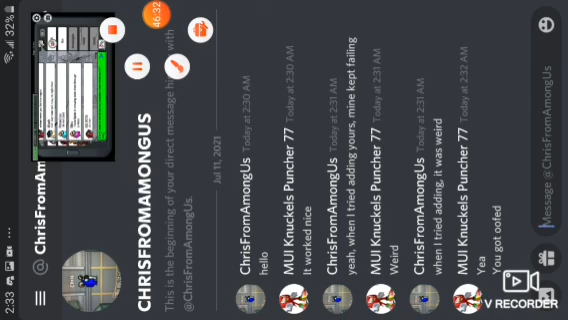 2:33
32%
46:32
@ ChrisFromAm
CHRISFROMAMONGUS
This is the beginning of your direct message hi with
@ChrisFromAmongUs.
Jul 11, 2021
ChrisFromAmongUs Today at 2:30 AM
hello
MUI Knuckels Puncher 77 Today at 2:30 AM
It worked nice
ChrisFromAmongUs Today at 2:31 AM
yeah, when I tried adding yours, mine kept failing
MUI Knuckels Puncher 77 Today at 2:31 AM
Weird
ChrisFromAmongUs Today at 2:31 AM
when I tried adding, it was weird
MUI Knuckels Puncher 77 Today at 2:32 AM
Yea
You got oofed
Message @ChrisFromAmongUs
V RECORDER